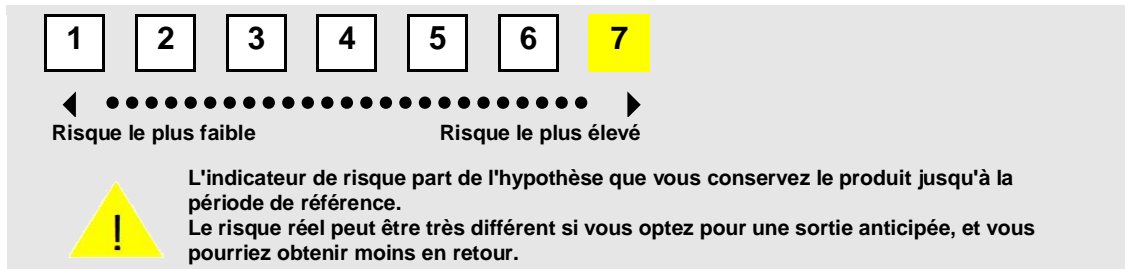 1 2 3 4 5 6 7
Risque le plus faible Risque le plus élevé
L'indicateur de risque part de l'hypothèse que vous conservez le produit jusqu'à la
période de référence.
Le risque réel peut être très différent si vous optez pour une sortie anticipée, et vous
pourriez obtenir moins en retour.
!